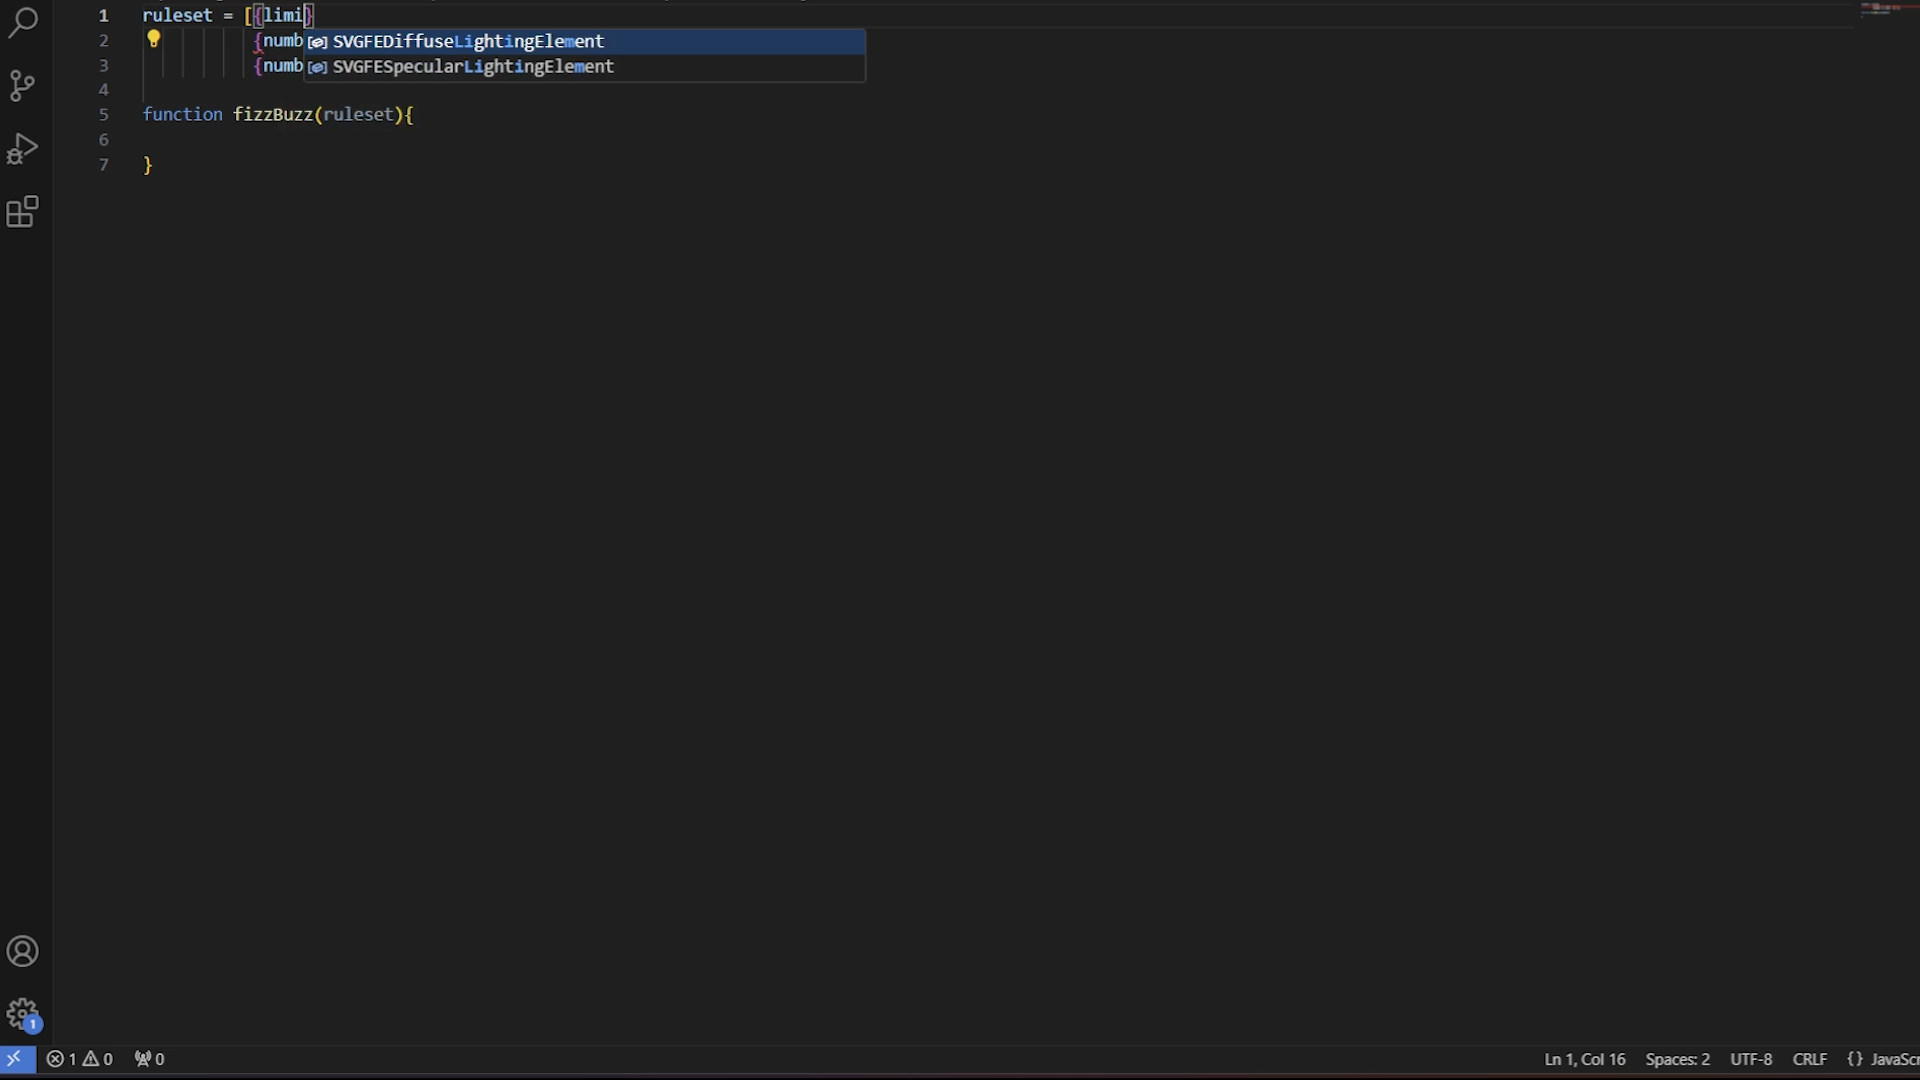 1 ruleset = [{limi}
2 {numb SVGFEDiffuseLightingElement
3 {numb SVGFESpecularLightingElement
4
5 function fizzBuzz(ruleset){
6
7 }
1
1 0 0 Ln 1, Col 16 Spaces: 2 UTF-8 CRLF {} JavaScr